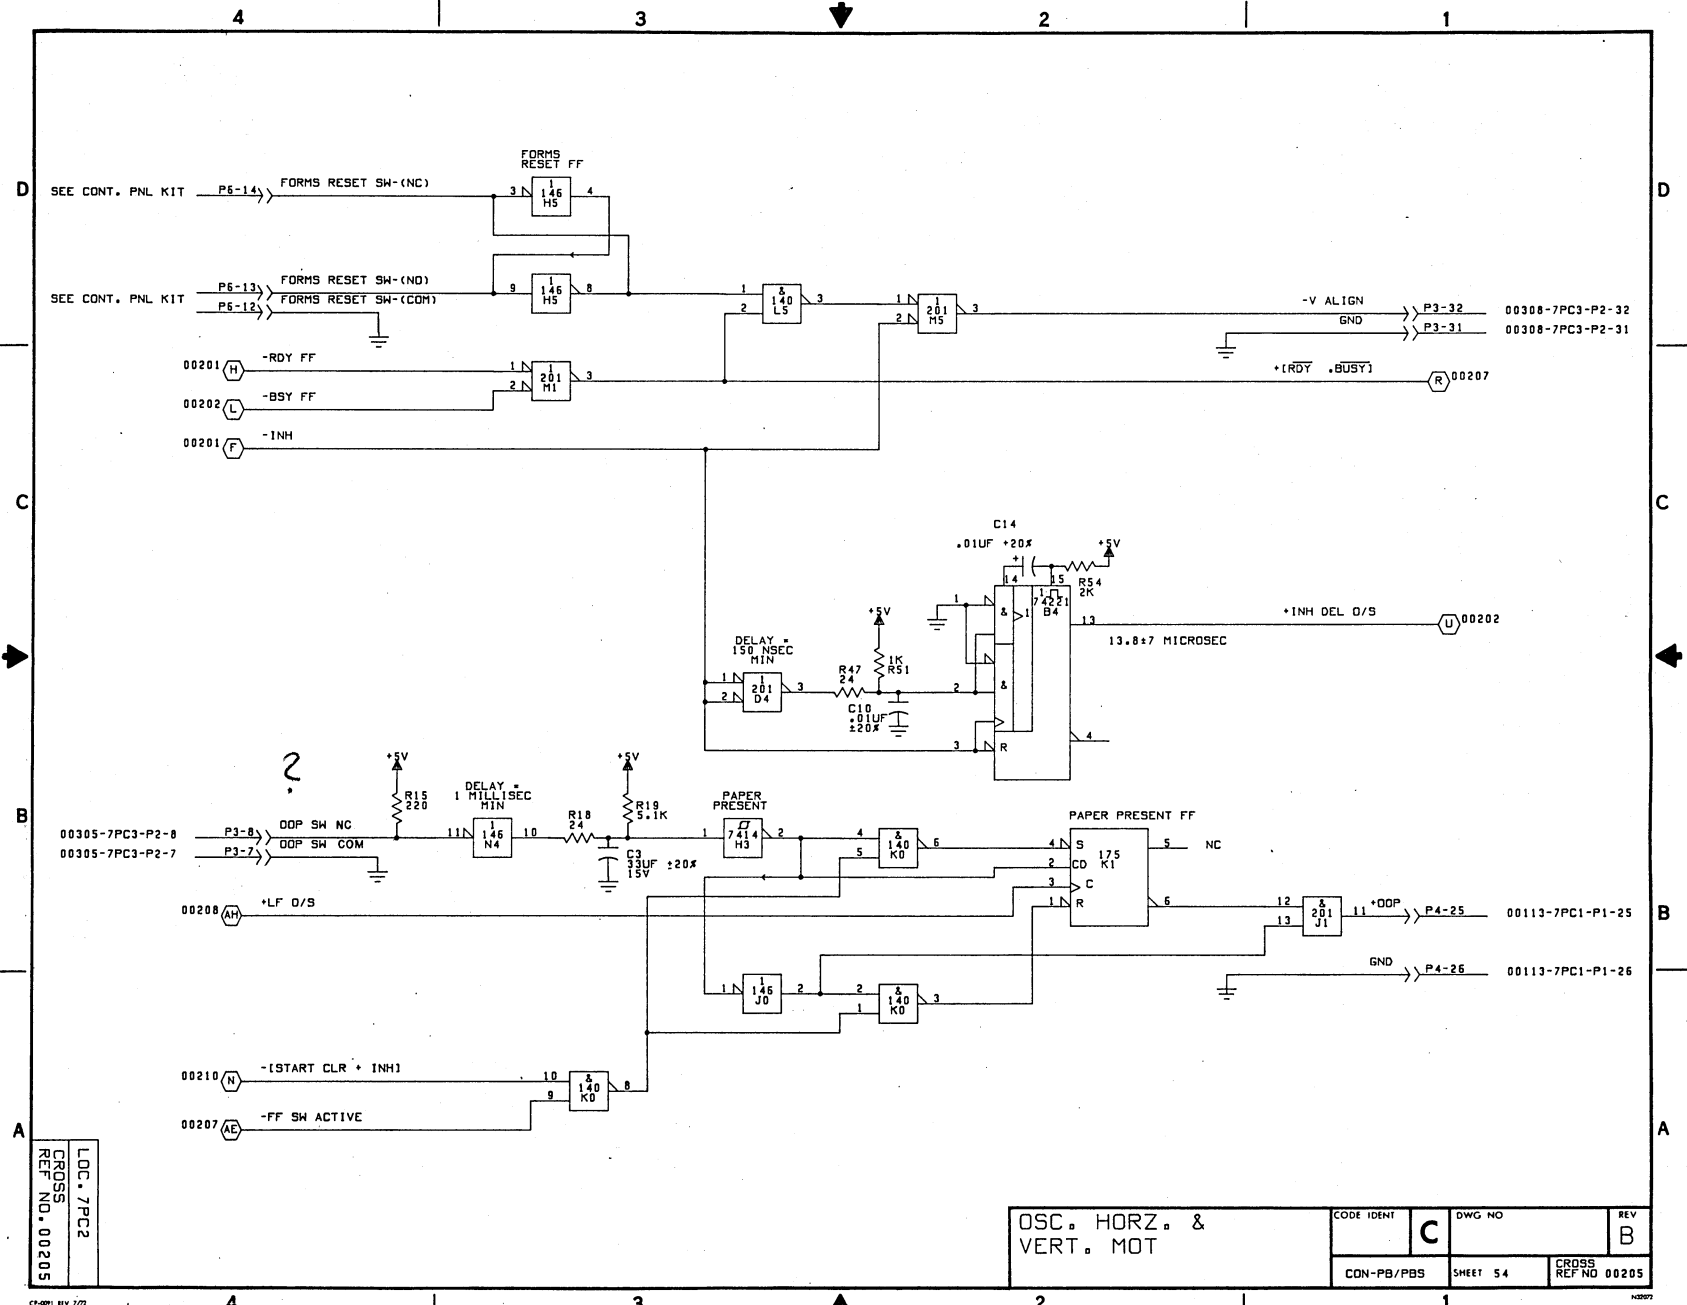 4 3 2 1
D D
FORMS
RESET FF
SEE CONT. PNL KIT P6-14 FORMS RESET SW-(NC) 3 1 146 H5 4
SEE CONT. PNL KIT P6-13 FORMS RESET SW-(NO) 9 1 146 H5 8
P6-12 FORMS RESET SW-(COM)
1 2 & 140 L5 3
1 2 1 201 M5 3
-V ALIGN P3-32 00308-7PC3-P2-32
GND P3-31 00308-7PC3-P2-31
00201 H -RDY FF 1 1 201 M1 3
00202 L -BSY FF 2
+[RDY .BUSY] R 00207
00201 F -INH
C C
C14
.01UF +20%
+ 14 15 +5V
R54
2K
1 & 1 1 74221 B4 13 +INH DEL O/S U 00202
13.8±7 MICROSEC
+5V
1K
R51
DELAY =
150 NSEC
MIN
1 2 1 201 D4 3
R47
24
C10
.01UF
±20%
2 &
3 R 4
?
B B
+5V
R15
220
DELAY =
1 MILLISEC
MIN
+5V
R18
24
R19
5.1K
PAPER
PRESENT
PAPER PRESENT FF
00305-7PC3-P2-8 P3-8 OOP SW NC 11 1 146 N4 10 1 7414 H3 2
00305-7PC3-P2-7 P3-7 OOP SW COM
C3
33UF ±20%
15V
4 5 & 140 K0 6
4 S 175 K1 5 NC
2 CD
3 C
1 R 6
00208 AH +LF O/S
12 13 & 201 J1 11 +OOP P4-25 00113-7PC1-P1-25
GND P4-26 00113-7PC1-P1-26
1 1 146 J0 2
2 1 & 140 K0 3
00210 N -[START CLR + INH] 10
00207 AE -FF SW ACTIVE 9
& 140 K0 8
A A
LOC. 7PC2
CROSS
REF NO. 00205
OSC. HORZ. &
VERT. MOT
CODE IDENT C DWG NO REV B
CON-PB/PBS SHEET 54 CROSS REF NO 00205
CP-0091 REV 7/72 N32072
4 3 2 1